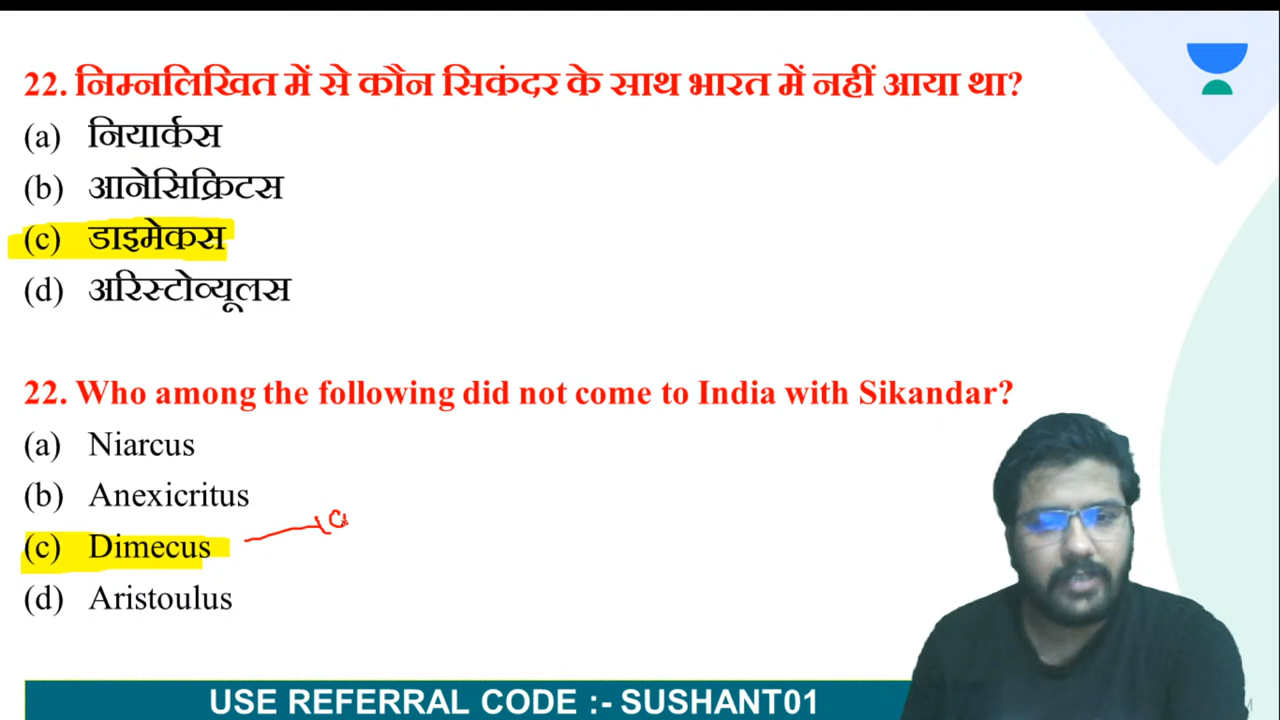 22. निम्नलिखित में से कौन सिकंदर के साथ भारत में नहीं आया था?
(a) नियार्कस
(b) आनेसिक्रिटस
(c) डाइमेकस
(d) अरिस्टोव्यूलस
22. Who among the following did not come to India with Sikandar?
(a) Niarcus
(b) Anexicritus
(c) Dimecus
(d) Aristoulus
USE REFERRAL CODE :- SUSHANT01